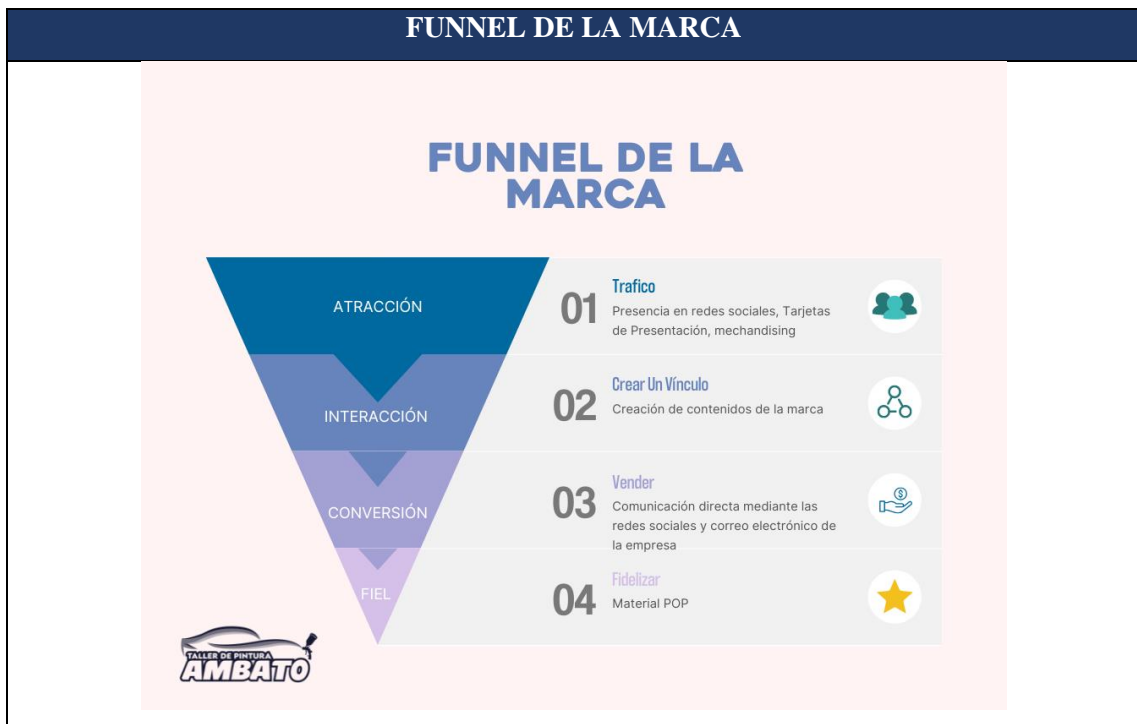 FUNNEL DE LA MARCA
FUNNEL DE LA
MARCA
ATRACCIÓN
01
Trafico
Presencia en redes sociales, Tarjetas
de Presentación, mechandising
INTERACCIÓN
02
Crear Un Vínculo
Creación de contenidos de la marca
CONVERSIÓN
03
Vender
Comunicación directa mediante las
redes sociales y correo electrónico de
la empresa
FIEL
04
Fidelizar
Material POP
TALLER DE PINTURA
AMBATO